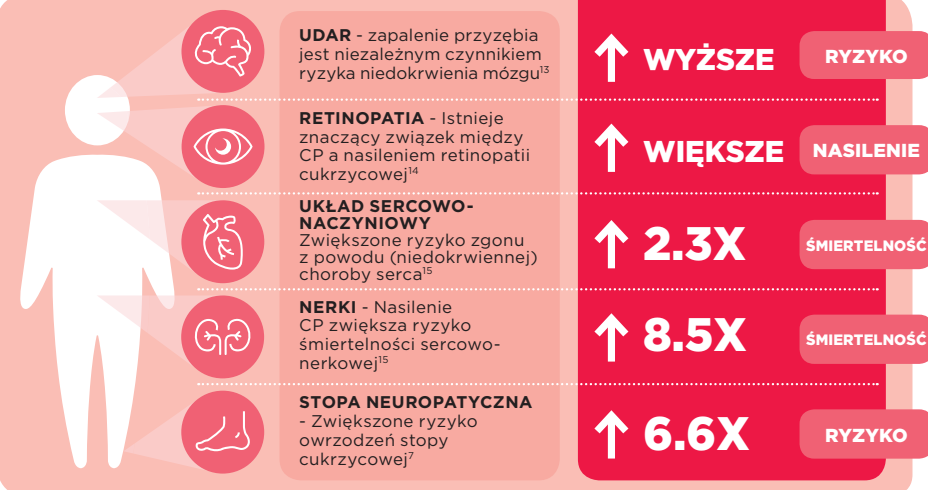 UDAR - zapalenie przyzębia
jest niezależnym czynnikiem
ryzyka niedokrwienia mózgu¹³
↑ WYŻSZE
RYZYKO
RETINOPATIA - Istnieje
znaczący związek między
CP a nasileniem retinopatii
cukrzycowej¹⁴
↑ WIĘKSZE
NASILENIE
UKŁAD SERCOWO-
NACZYNIOWY
Zwiększone ryzyko zgonu
z powodu (niedokrwiennej)
choroby serca¹⁵
↑ 2.3X
ŚMIERTELNOŚĆ
NERKI - Nasilenie
CP zwiększa ryzyko
śmiertelności sercowo-
nerkowej¹⁵
↑ 8.5X
ŚMIERTELNOŚĆ
STOPA NEUROPATYCZNA
- Zwiększone ryzyko
owrzodzeń stopy
cukrzycowej⁷
↑ 6.6X
RYZYKO